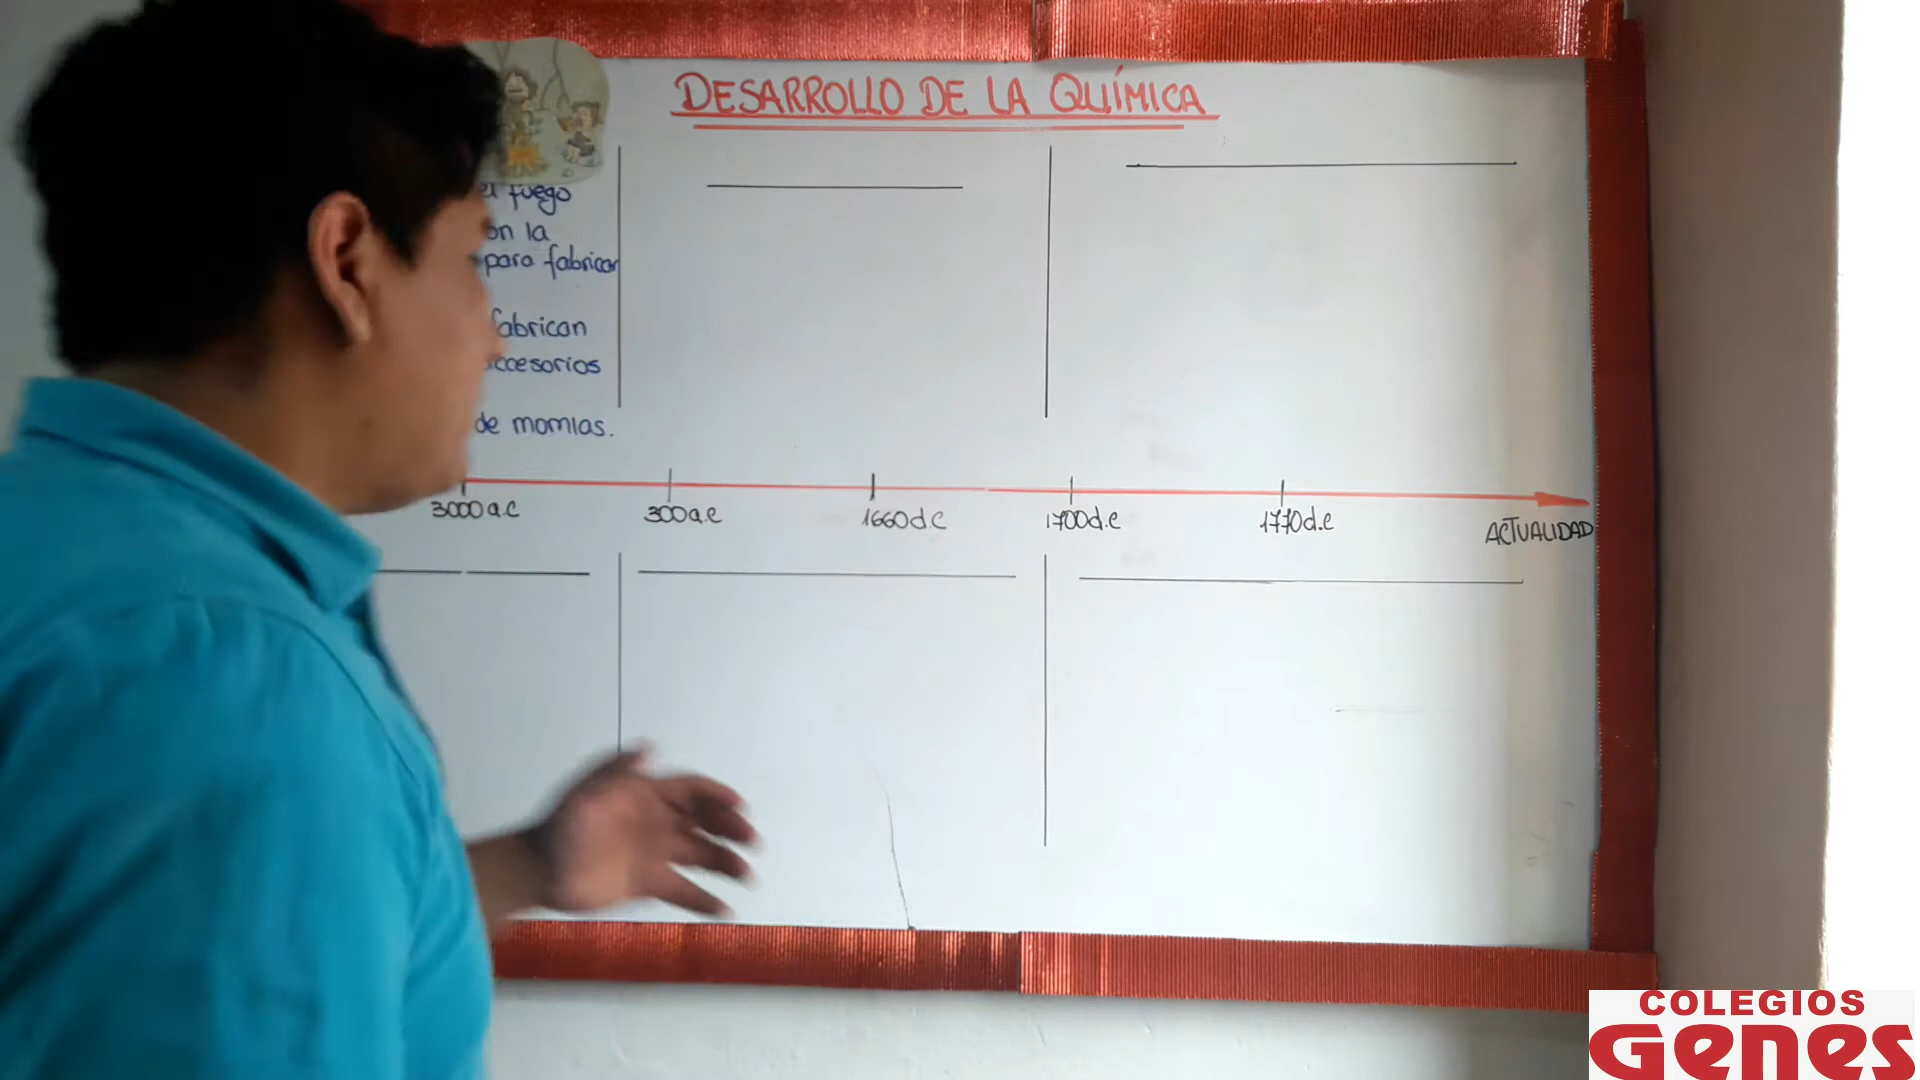 DESARROLLO DE LA QUÍMICA
el fuego
on la
para fabricar
fabrican
accesorios
de momias.
3000 a.c
300 a.c
1660 d.c
1700 d.c
1770 d.c
ACTUALIDAD
COLEGIOS
Genes